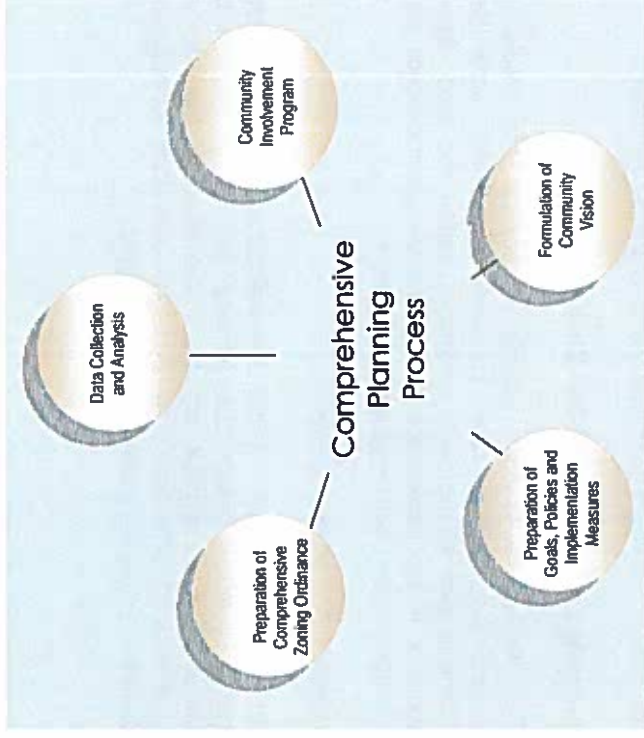 Data Collection
and Analysis
Community
Involvement
Program
Formulation of
Community
Vision
Preparation of
Goals, Policies and
Implementation
Measures
Preparation of
Comprehensive
Zoning Ordinance
Comprehensive
Planning
Process